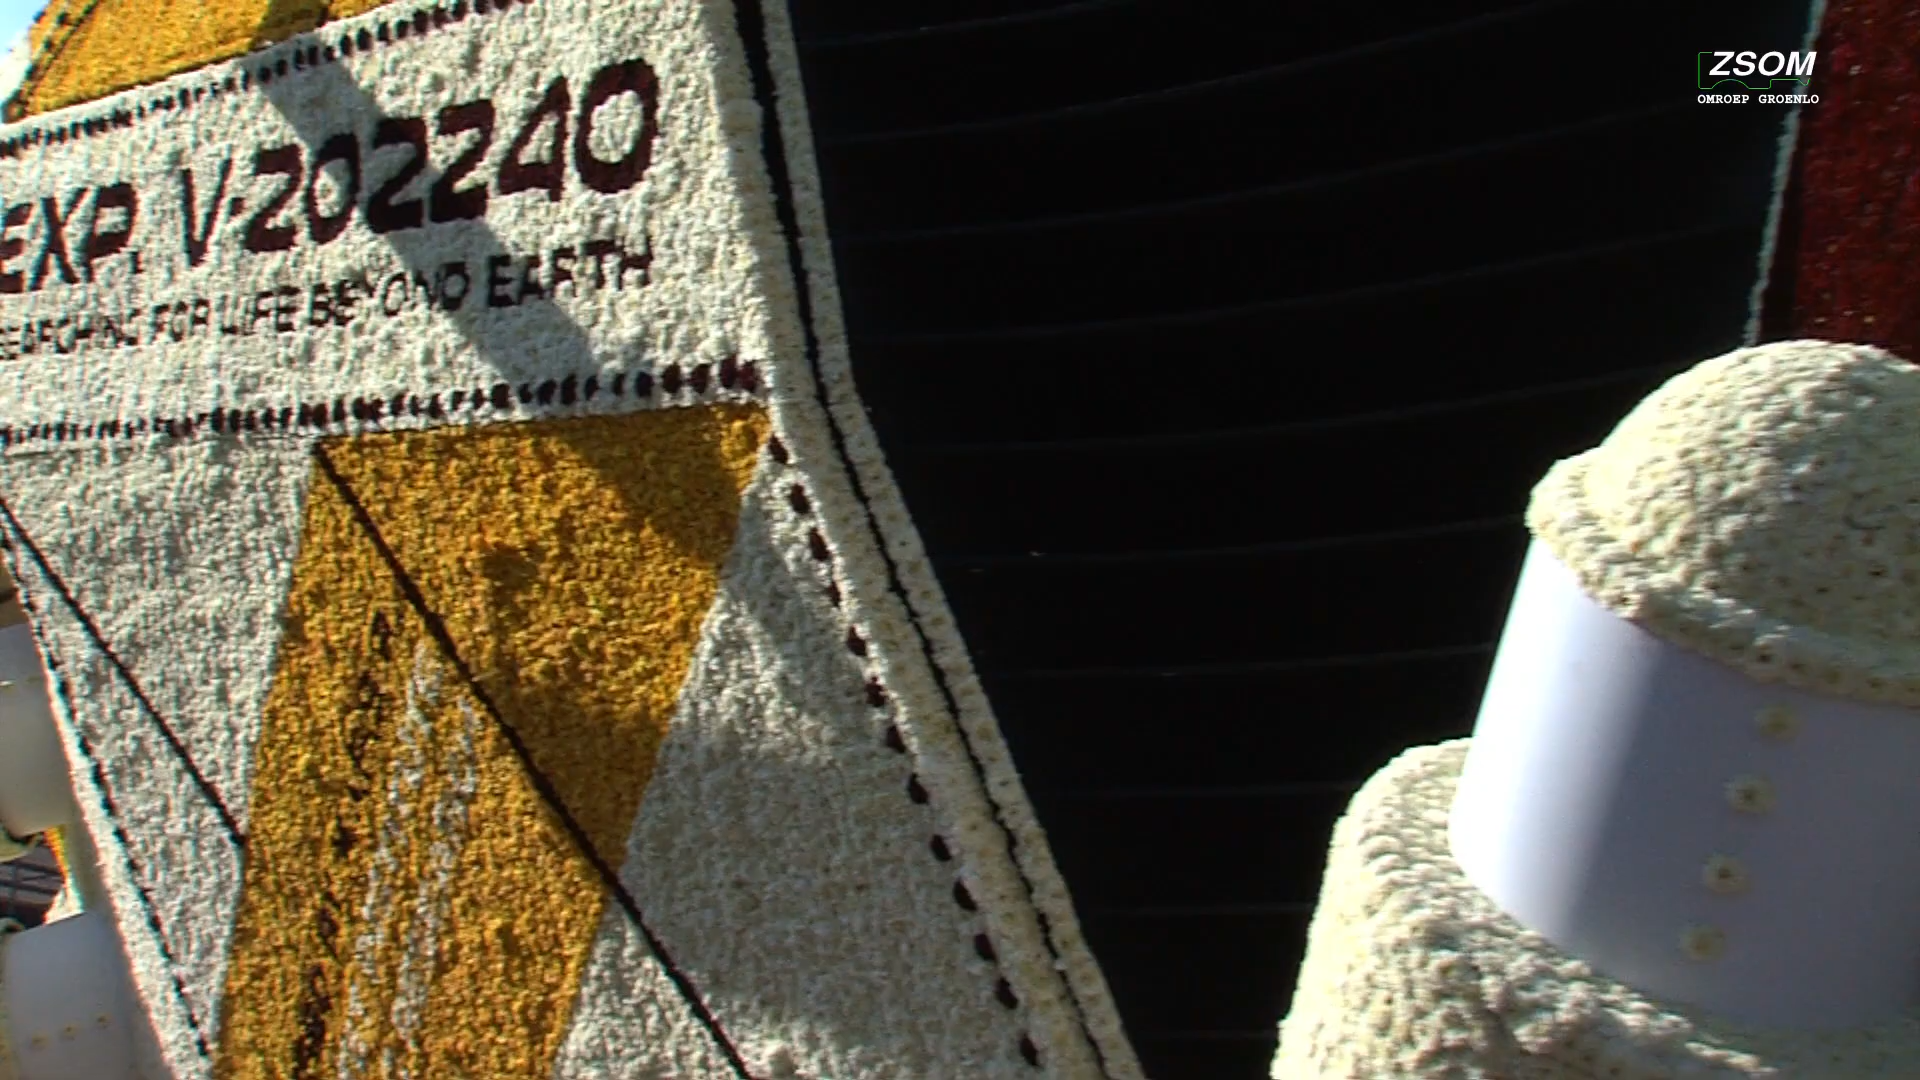 ZSOM
OMROEP GROENLO
EXP. V-202240
SEARCHING FOR LIFE BEYOND EARTH